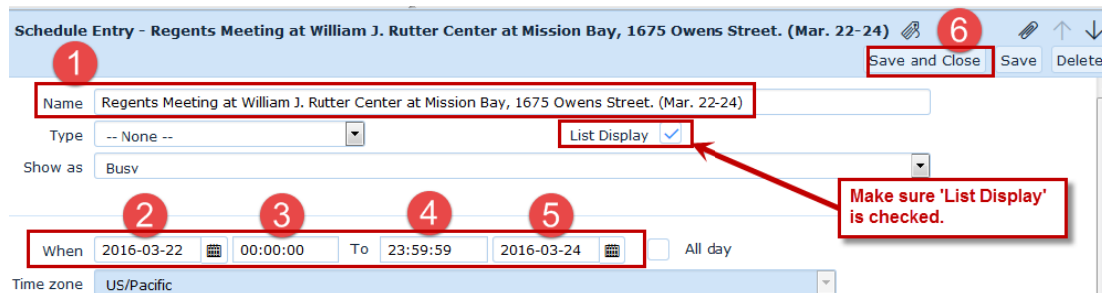 Schedule Entry - Regents Meeting at William J. Rutter Center at Mission Bay, 1675 Owens Street. (Mar. 22-24)
6
Save and Close Save Delete
1
Name Regents Meeting at William J. Rutter Center at Mission Bay, 1675 Owens Street. (Mar. 22-24)
Type -- None -- List Display
Show as Busy
Make sure 'List Display'
is checked.
2 3 4 5
When 2016-03-22 00:00:00 To 23:59:59 2016-03-24 All day
Time zone US/Pacific